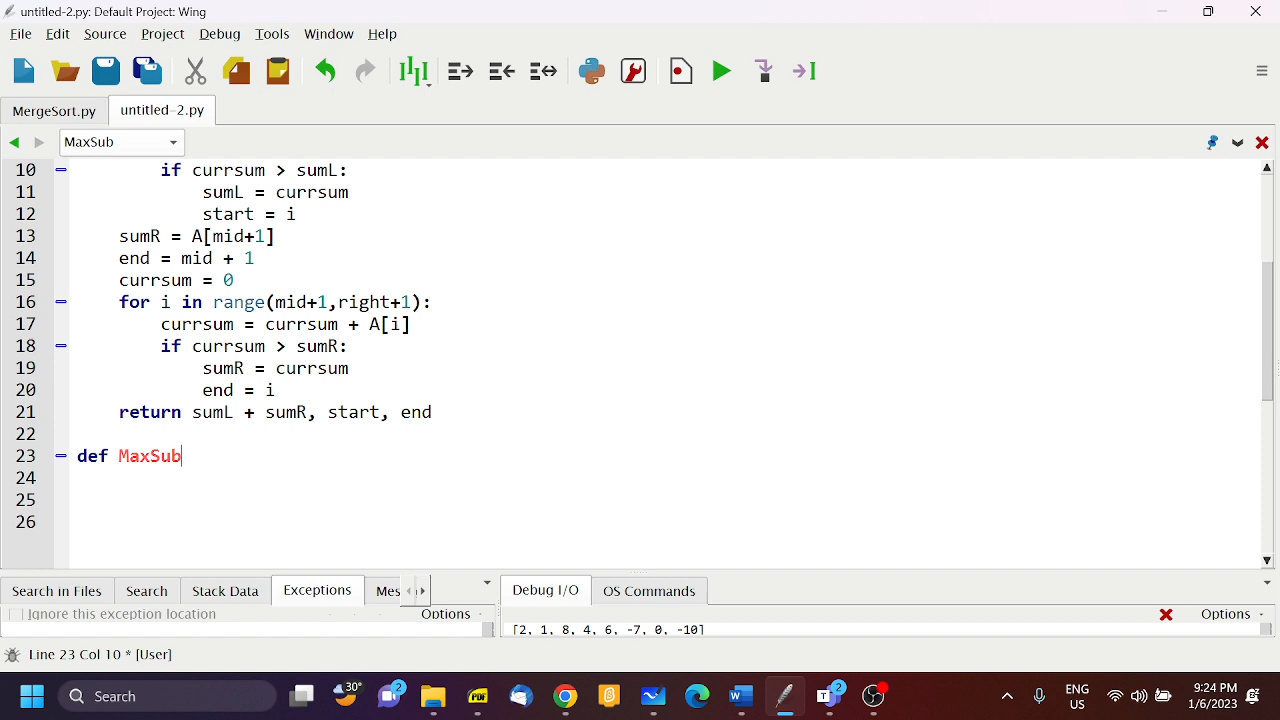 untitled-2.py: Default Project: Wing
File Edit Source Project Debug Tools Window Help
MergeSort.py untitled-2.py
MaxSub
10 if currsum > sumL:
11 sumL = currsum
12 start = i
13 sumR = A[mid+1]
14 end = mid + 1
15 currsum = 0
16 for i in range(mid+1,right+1):
17 currsum = currsum + A[i]
18 if currsum > sumR:
19 sumR = currsum
20 end = i
21 return sumL + sumR, start, end
22
23 def MaxSub
24
25
26
Search in Files Search Stack Data Exceptions Mes Debug I/O OS Commands
Ignore this exception location Options Options
[2, 1, 8, 4, 6, -7, 0, -10]
Line 23 Col 10 * [User]
Search 30° 2 PDF ENG US 2 9:24 PM 1/6/2023